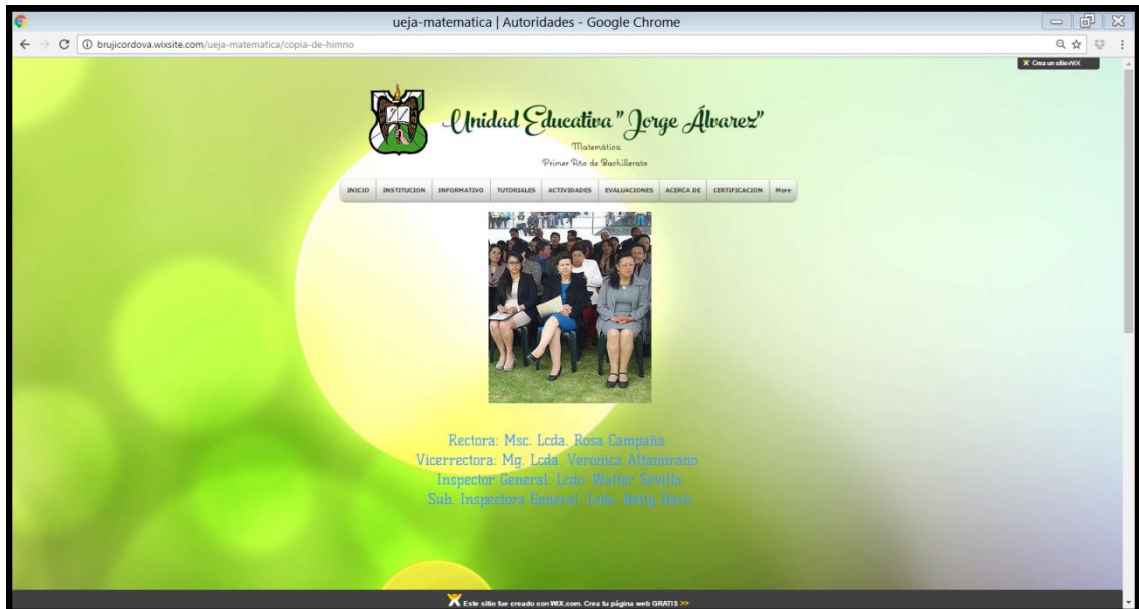 ueja-matematica | Autoridades - Google Chrome
brujicordova.wixsite.com/ueja-matematica/copia-de-himno
Crea un sitio WiX
Unidad Educativa "Jorge Álvarez"
Matemática
Primer Año de Bachillerato
INICIO INSTITUCION INFORMATIVO TUTORIALES ACTIVIDADES EVALUACIONES ACERCA DE CERTIFICACION More
Rectora: Msc. Lcda. Rosa Campaña
Vicerrectora: Mg. Lcda. Verónica Altamirano
Inspector General: Lcdo. Walter Sevilla
Sub. Inspectora General: Lcda. Betty Haro
Este sitio fue creado con WIX.com. Crea tu página web GRATIS >>